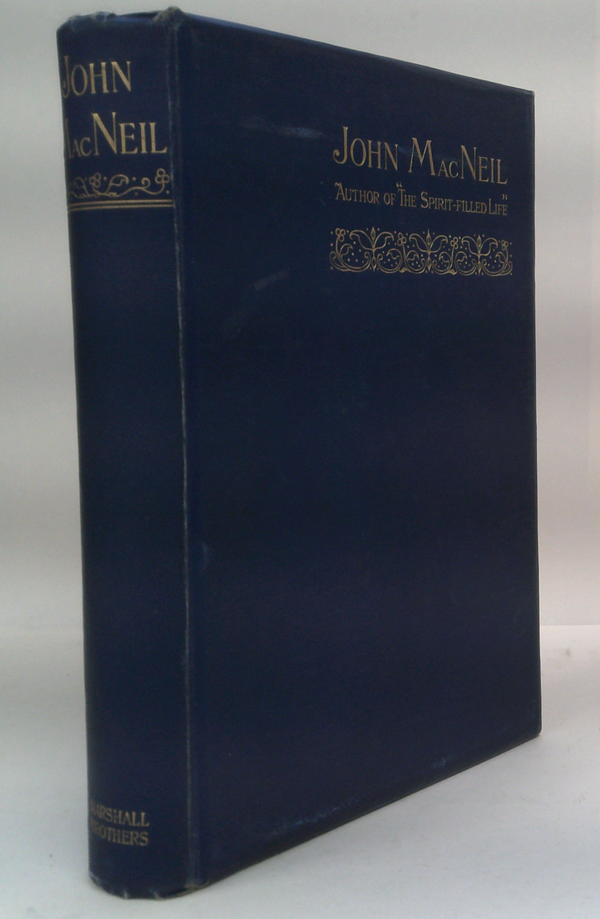 JOHN
MACNEIL
MARSHALL
BROTHERS
JOHN MACNEIL
AUTHOR OF "THE SPIRIT-FILLED LIFE"